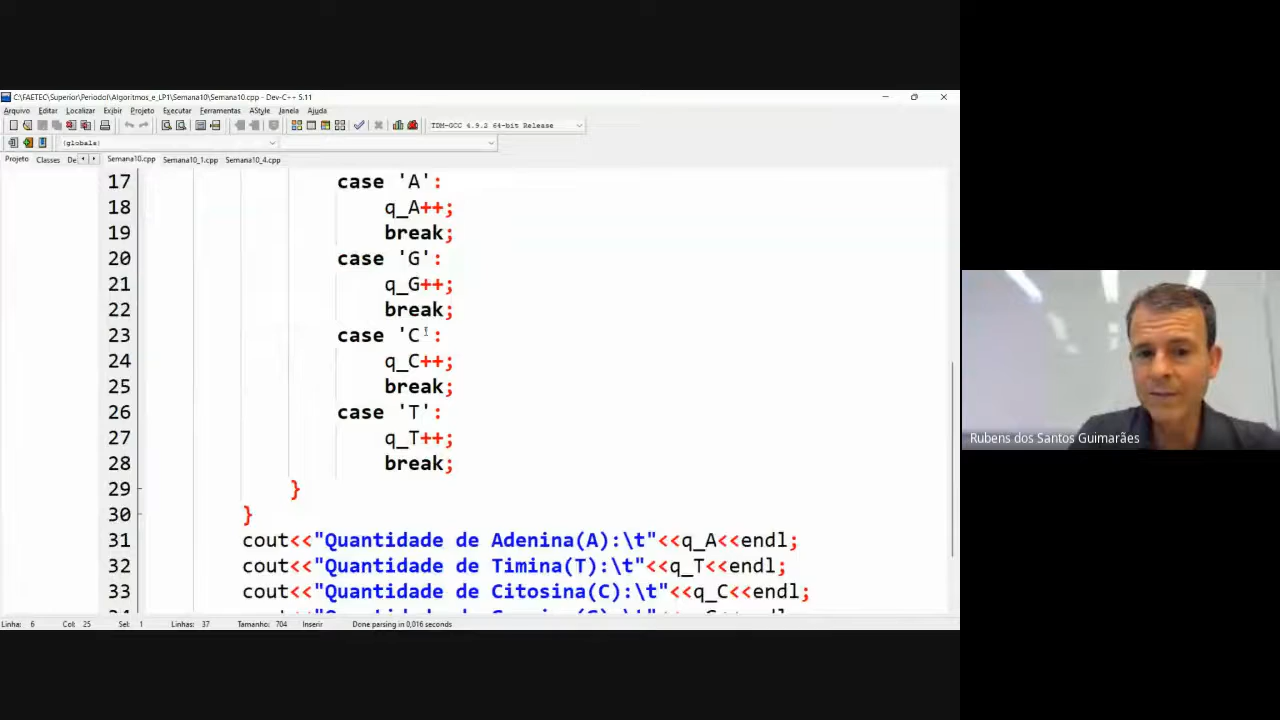 C:\FAETEC\Superior\PeriodoI\Algoritmos_e_LP1\Semana10\Semana10.cpp - Dev-C++ 5.11
Arquivo Editar Localizar Exibir Projeto Executar Ferramentas AStyle Janela Ajuda
TDM-GCC 4.9.2 64-bit Release
(globals)
Projeto Classes De Semana10.cpp Semana10_1.cpp Semana10_4.cpp
17 case 'A':
18 q_A++;
19 break;
20 case 'G':
21 q_G++;
22 break;
23 case 'C':
24 q_C++;
25 break;
26 case 'T':
27 q_T++;
28 break;
29 }
30 }
31 cout<<"Quantidade de Adenina(A):\t"<<q_A<<endl;
32 cout<<"Quantidade de Timina(T):\t"<<q_T<<endl;
33 cout<<"Quantidade de Citosina(C):\t"<<q_C<<endl;
Linha: 6 Col: 25 Sel: 1 Linhas: 37 Tamanho: 704 Inserir Done parsing in 0,016 seconds
Rubens dos Santos Guimarães